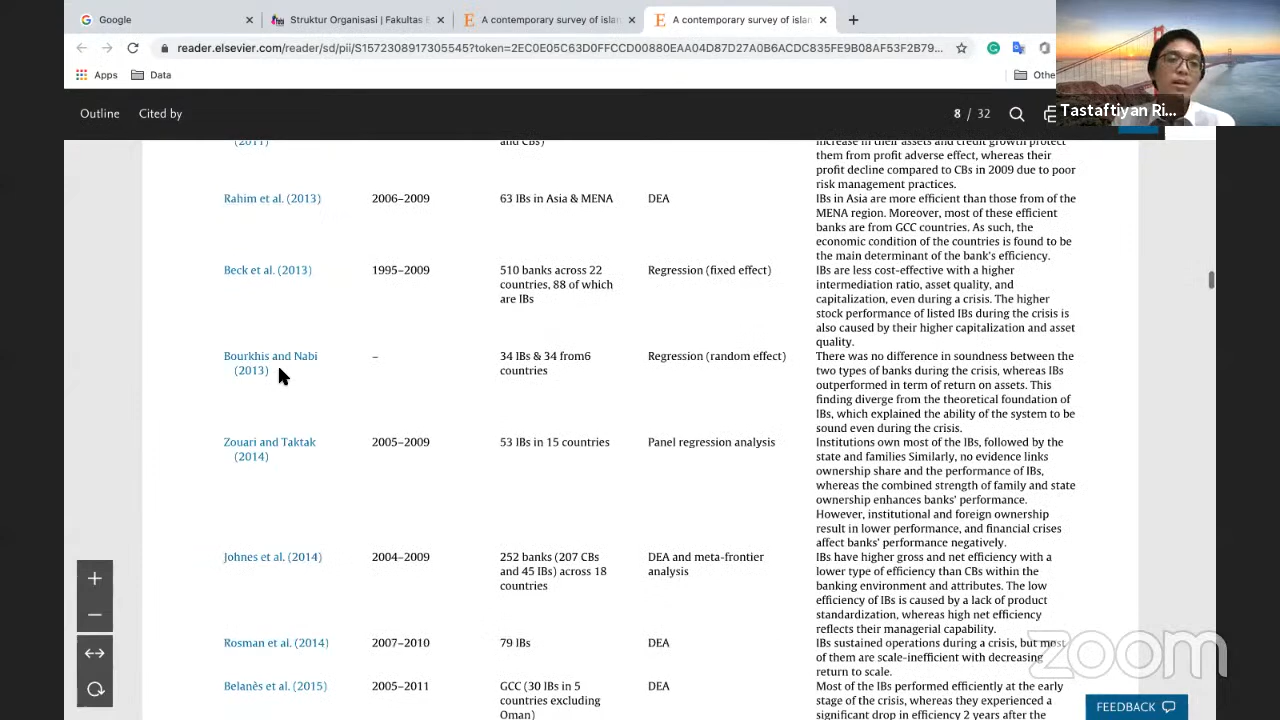 Google
Struktur Organisasi | Fakultas E
A contemporary survey of islan
A contemporary survey of islan
reader.elsevier.com/reader/sd/pii/S1572308917305545?token=2EC0E05C63D0FFCCD00880EAA04D87D27A0B6ACDC835FE9B08AF53F2B79...
Apps
Data
Othe
Tastaftiyan Ri...
Outline
Cited by
8 / 32
(2011)
and CBs)
increase in their assets and credit growth protect
them from profit adverse effect, whereas their
profit decline compared to CBs in 2009 due to poor
risk management practices.
Rahim et al. (2013)
2006–2009
63 IBs in Asia & MENA
DEA
IBs in Asia are more efficient than those from of the
MENA region. Moreover, most of these efficient
banks are from GCC countries. As such, the
economic condition of the countries is found to be
the main determinant of the bank's efficiency.
Beck et al. (2013)
1995–2009
510 banks across 22
countries, 88 of which
are IBs
Regression (fixed effect)
IBs are less cost-effective with a higher
intermediation ratio, asset quality, and
capitalization, even during a crisis. The higher
stock performance of listed IBs during the crisis is
also caused by their higher capitalization and asset
quality.
Bourkhis and Nabi
(2013)
–
34 IBs & 34 from6
countries
Regression (random effect)
There was no difference in soundness between the
two types of banks during the crisis, whereas IBs
outperformed in term of return on assets. This
finding diverge from the theoretical foundation of
IBs, which explained the ability of the system to be
sound even during the crisis.
Zouari and Taktak
(2014)
2005–2009
53 IBs in 15 countries
Panel regression analysis
Institutions own most of the IBs, followed by the
state and families Similarly, no evidence links
ownership share and the performance of IBs,
whereas the combined strength of family and state
ownership enhances banks' performance.
However, institutional and foreign ownership
result in lower performance, and financial crises
affect banks' performance negatively.
Johnes et al. (2014)
2004–2009
252 banks (207 CBs
and 45 IBs) across 18
countries
DEA and meta-frontier
analysis
IBs have higher gross and net efficiency with a
lower type of efficiency than CBs within the
banking environment and attributes. The low
efficiency of IBs is caused by a lack of product
standardization, whereas high net efficiency
reflects their managerial capability.
Rosman et al. (2014)
2007–2010
79 IBs
DEA
IBs sustained operations during a crisis, but most
of them are scale-inefficient with decreasing
return to scale.
Belanès et al. (2015)
2005–2011
GCC (30 IBs in 5
countries excluding
Oman)
DEA
Most of the IBs performed efficiently at the early
stage of the crisis, whereas they experienced a
significant drop in efficiency 2 years after the
zoom
FEEDBACK